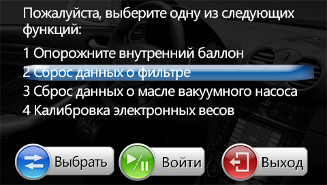 Пожалуйста, выберите одну из следующих
функций:
1 Опорожните внутренний баллон
2 Сброс данных о фильтре
3 Сброс данных о масле вакуумного насоса
4 Калибровка электронных весов
Выбрать Войти Выход